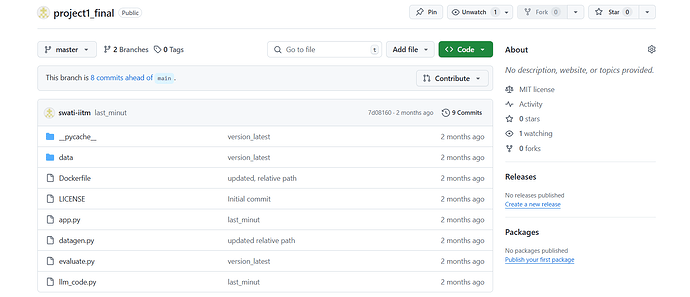 project1_final Public
Pin
Unwatch 1
Fork 0
Star 0
master
2 Branches
0 Tags
Go to file t
Add file
<> Code
This branch is 8 commits ahead of main .
Contribute
swati-iitm last_minut
7d08160 · 2 months ago
9 Commits
__pycache__ version_latest 2 months ago
data version_latest 2 months ago
Dockerfile updated, relative path 2 months ago
LICENSE Initial commit 2 months ago
app.py last_minut 2 months ago
datagen.py updated relative path 2 months ago
evaluate.py version_latest 2 months ago
llm_code.py last_minut 2 months ago
About
No description, website, or topics provided.
MIT license
Activity
0 stars
1 watching
0 forks
Releases
No releases published
Create a new release
Packages
No packages published
Publish your first package